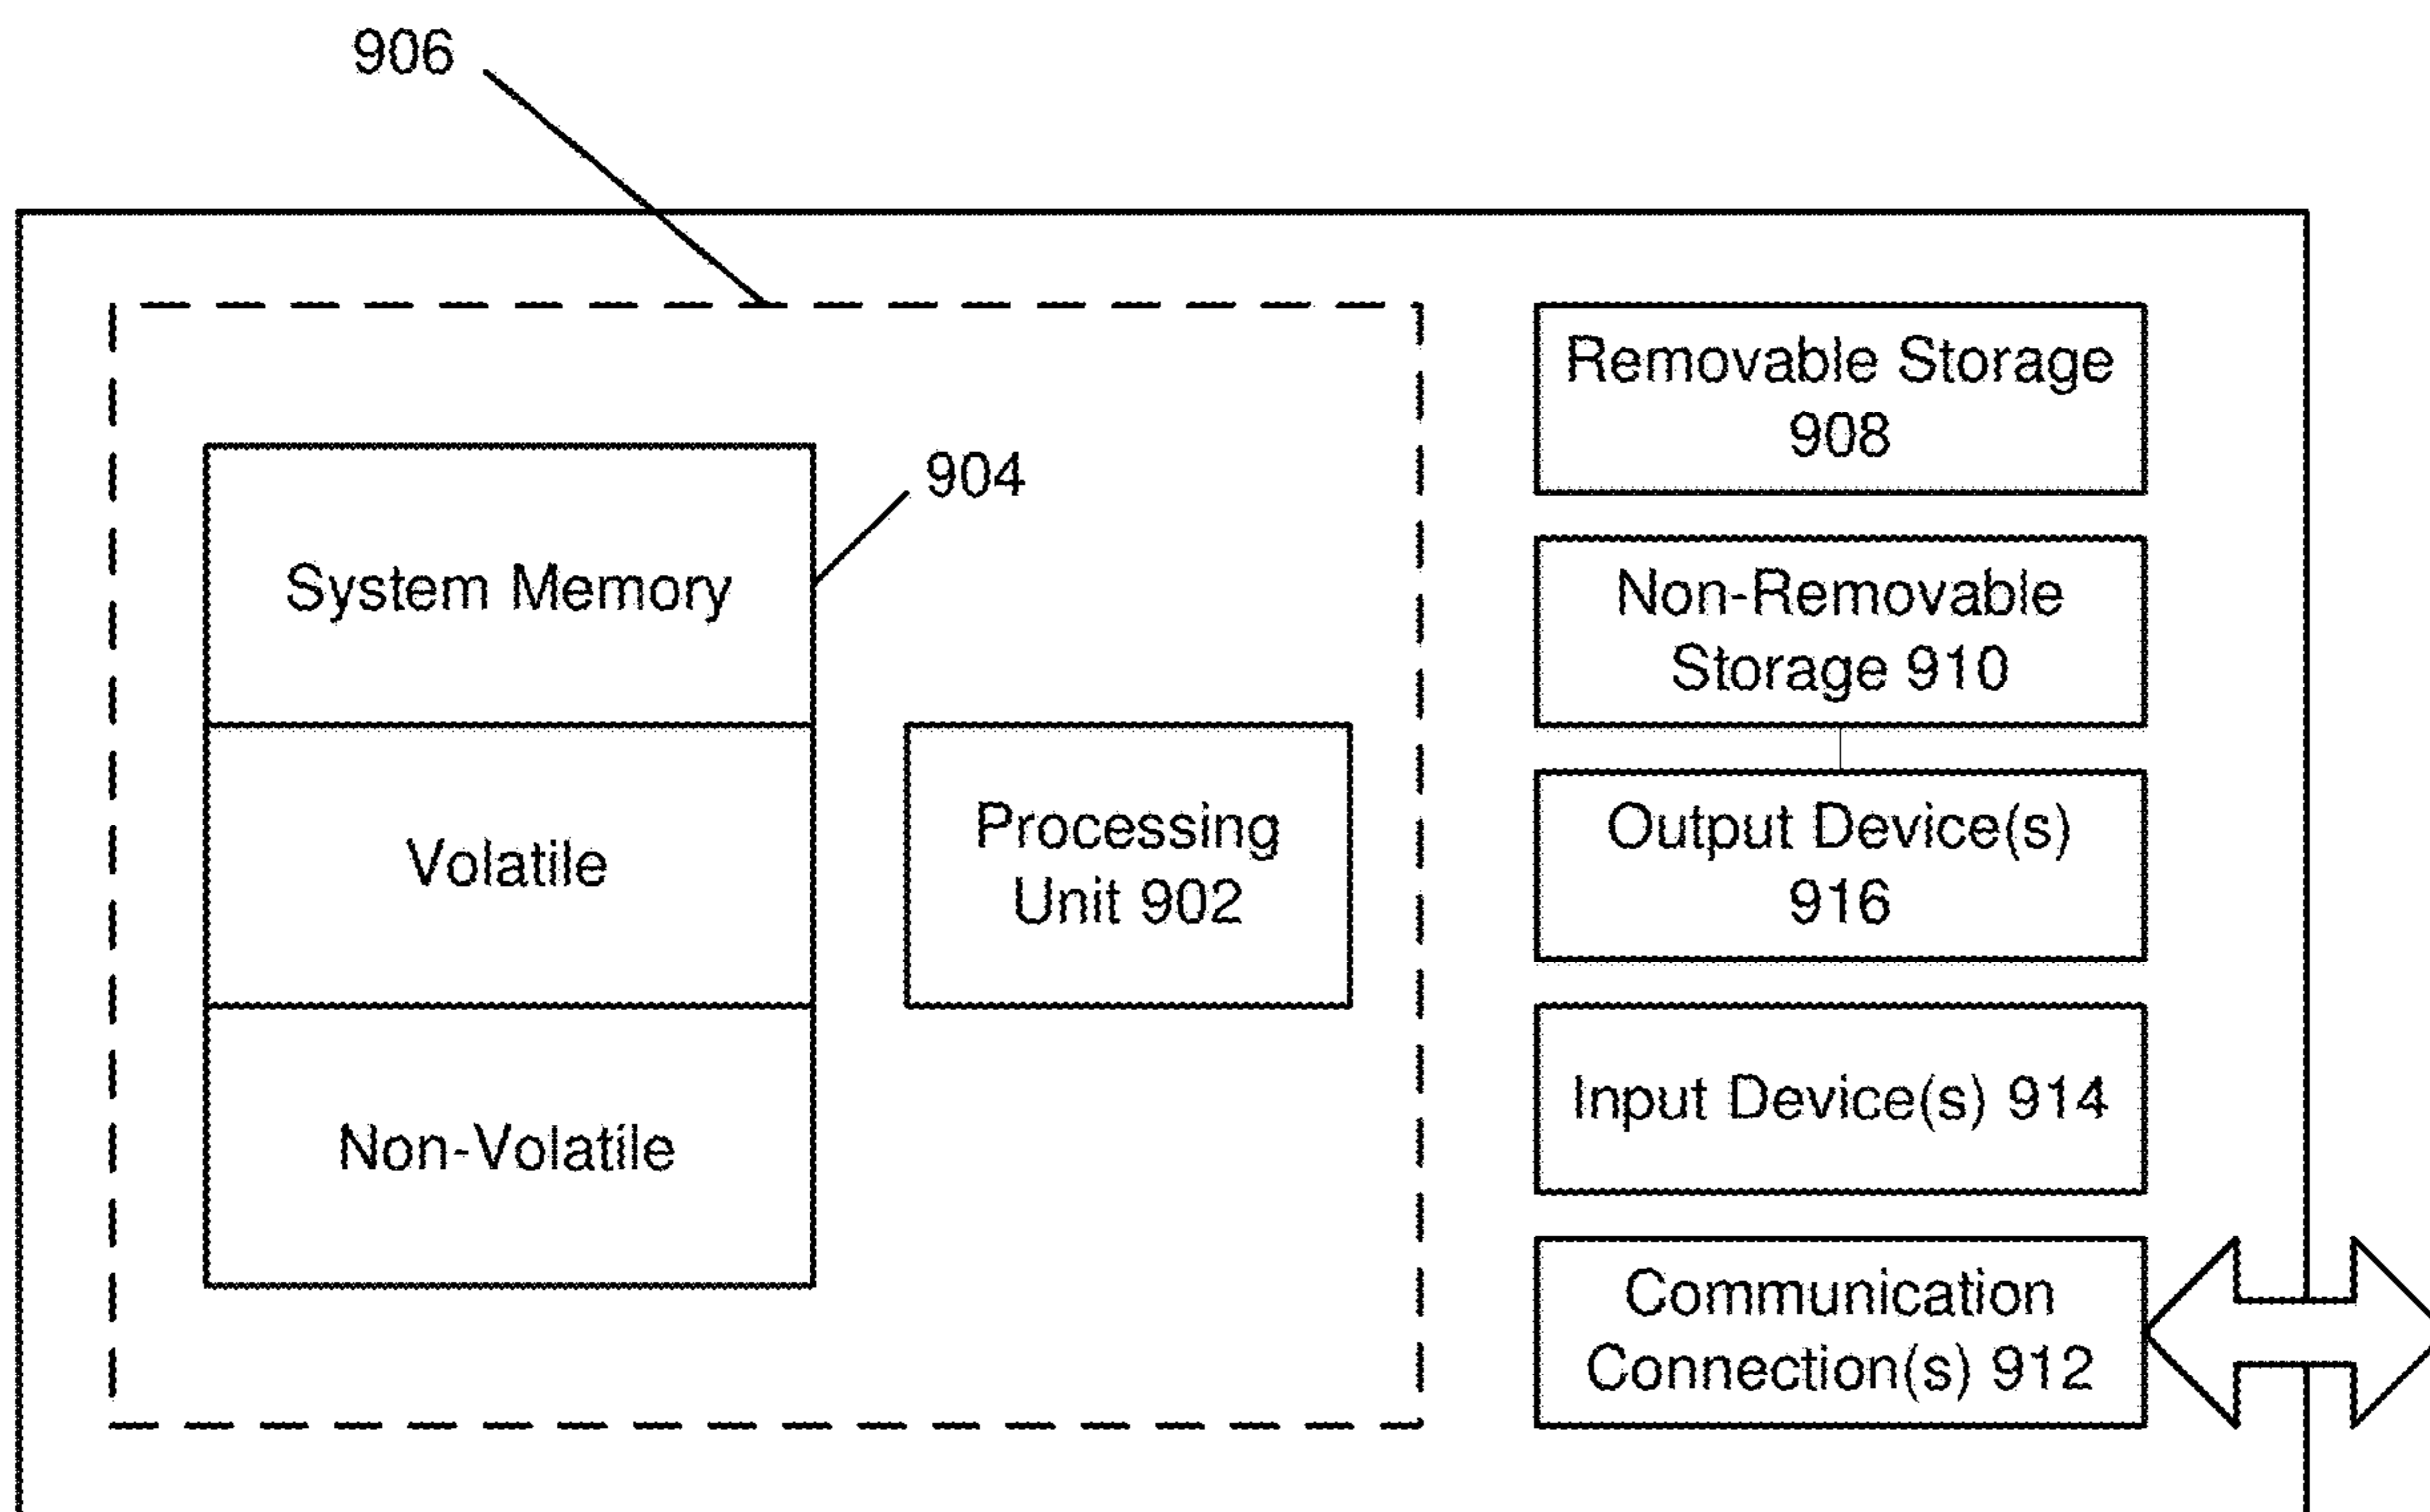 906
904
System Memory
Volatile
Non-Volatile
Processing
Unit 902
Removable Storage
908
Non-Removable
Storage 910
Output Device(s)
916
Input Device(s) 914
Communication
Connection(s) 912